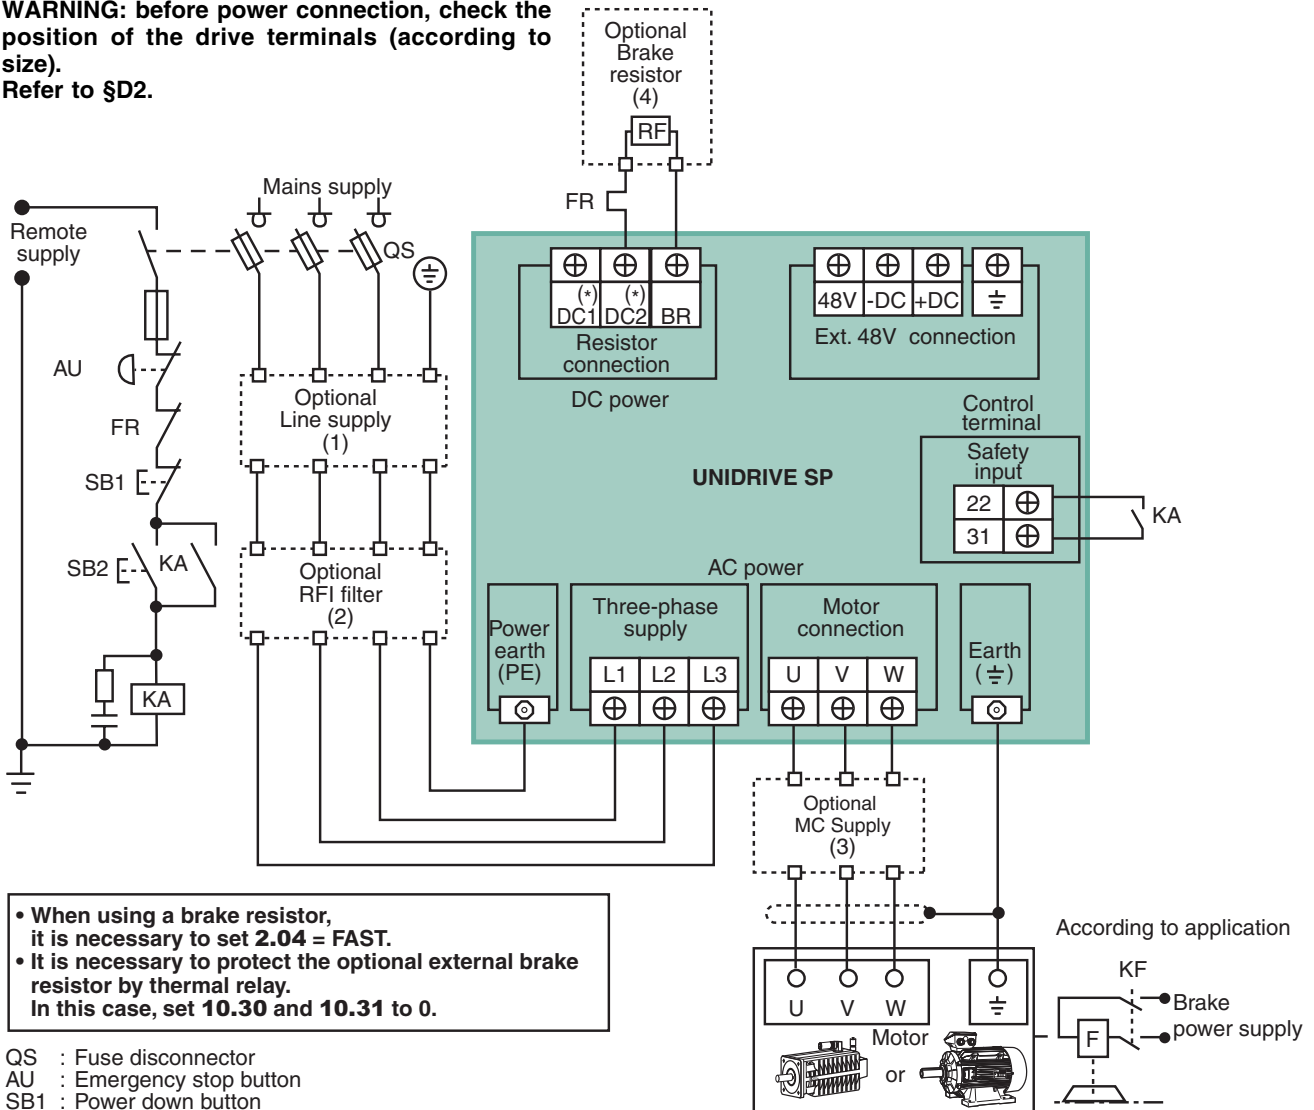 WARNING: before power connection, check the
position of the drive terminals (according to
size).
Refer to §D2.
Optional
Brake
resistor
(4)
RF
FR
Mains supply
Remote
supply
QS
AU
FR
SB1
SB2
KA
KA
Optional
Line supply
(1)
Optional
RFI filter
(2)
(*)
DC1
(*)
DC2
BR
Resistor
connection
DC power
48V
-DC
+DC
Ext. 48V connection
Control
terminal
Safety
input
22
31
KA
UNIDRIVE SP
AC power
Power
earth
(PE)
Three-phase
supply
L1
L2
L3
Motor
connection
U
V
W
Earth
( )
Optional
MC Supply
(3)
• When using a brake resistor,
it is necessary to set 2.04 = FAST.
• It is necessary to protect the optional external brake
resistor by thermal relay.
In this case, set 10.30 and 10.31 to 0.
U
V
W
Motor
or
According to application
KF
Brake
power supply
F
QS : Fuse disconnector
AU : Emergency stop button
SB1 : Power down button